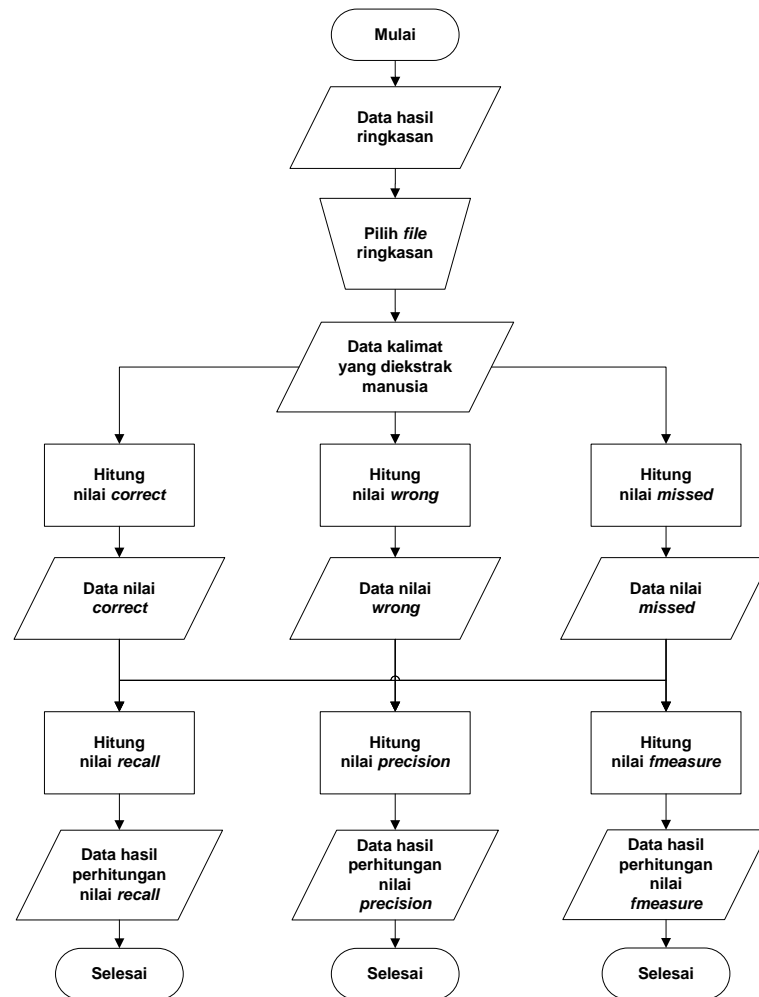 Mulai
Data hasil
ringkasan
Pilih file
ringkasan
Data kalimat
yang diekstrak
manusia
Hitung
nilai correct
Hitung
nilai wrong
Hitung
nilai missed
Data nilai
correct
Data nilai
wrong
Data nilai
missed
Hitung
nilai recall
Hitung
nilai precision
Hitung
nilai fmeasure
Data hasil
perhitungan
nilai recall
Data hasil
perhitungan
nilai
precision
Data hasil
perhitungan
nilai
fmeasure
Selesai
Selesai
Selesai